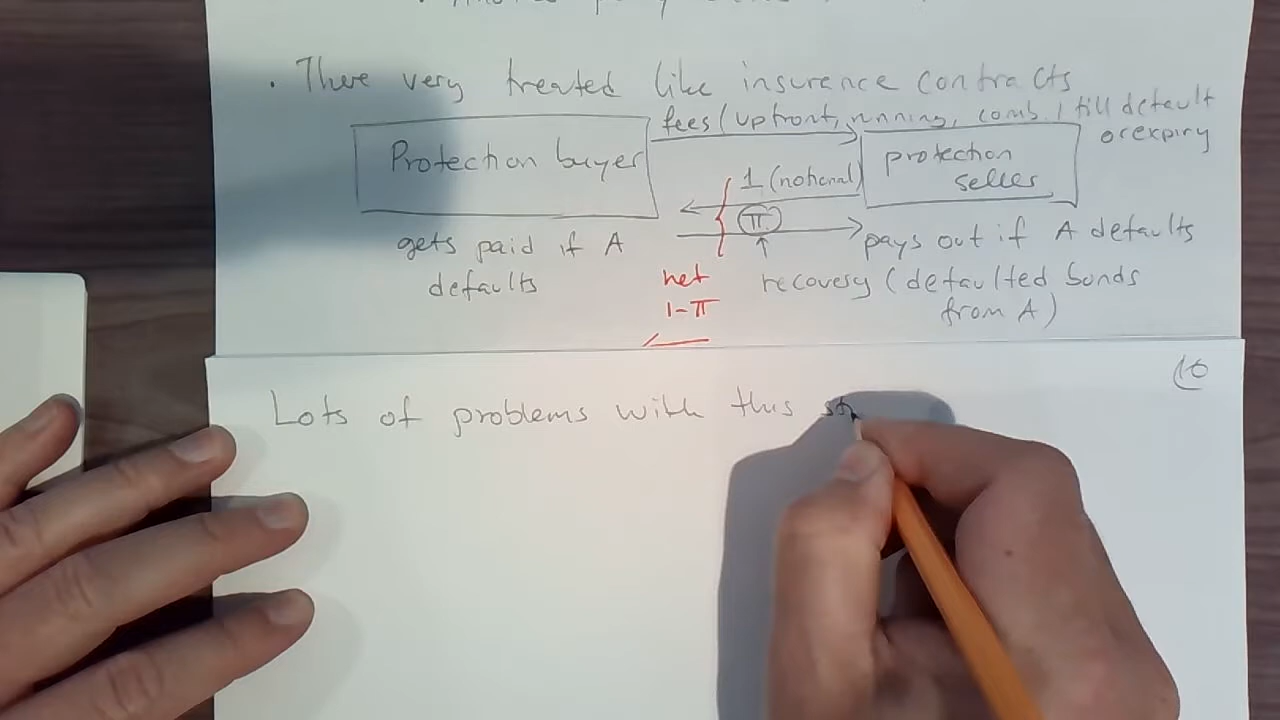 · There very treated like insurance contracts
fees (upfront, running, comb.) till default
or expiry
Protection buyer
protection
seller
1 (notional)
π
gets paid if A
defaults
pays out if A defaults
recovery (defaulted bonds
from A)
net
1-π
(10
Lots of problems with this st